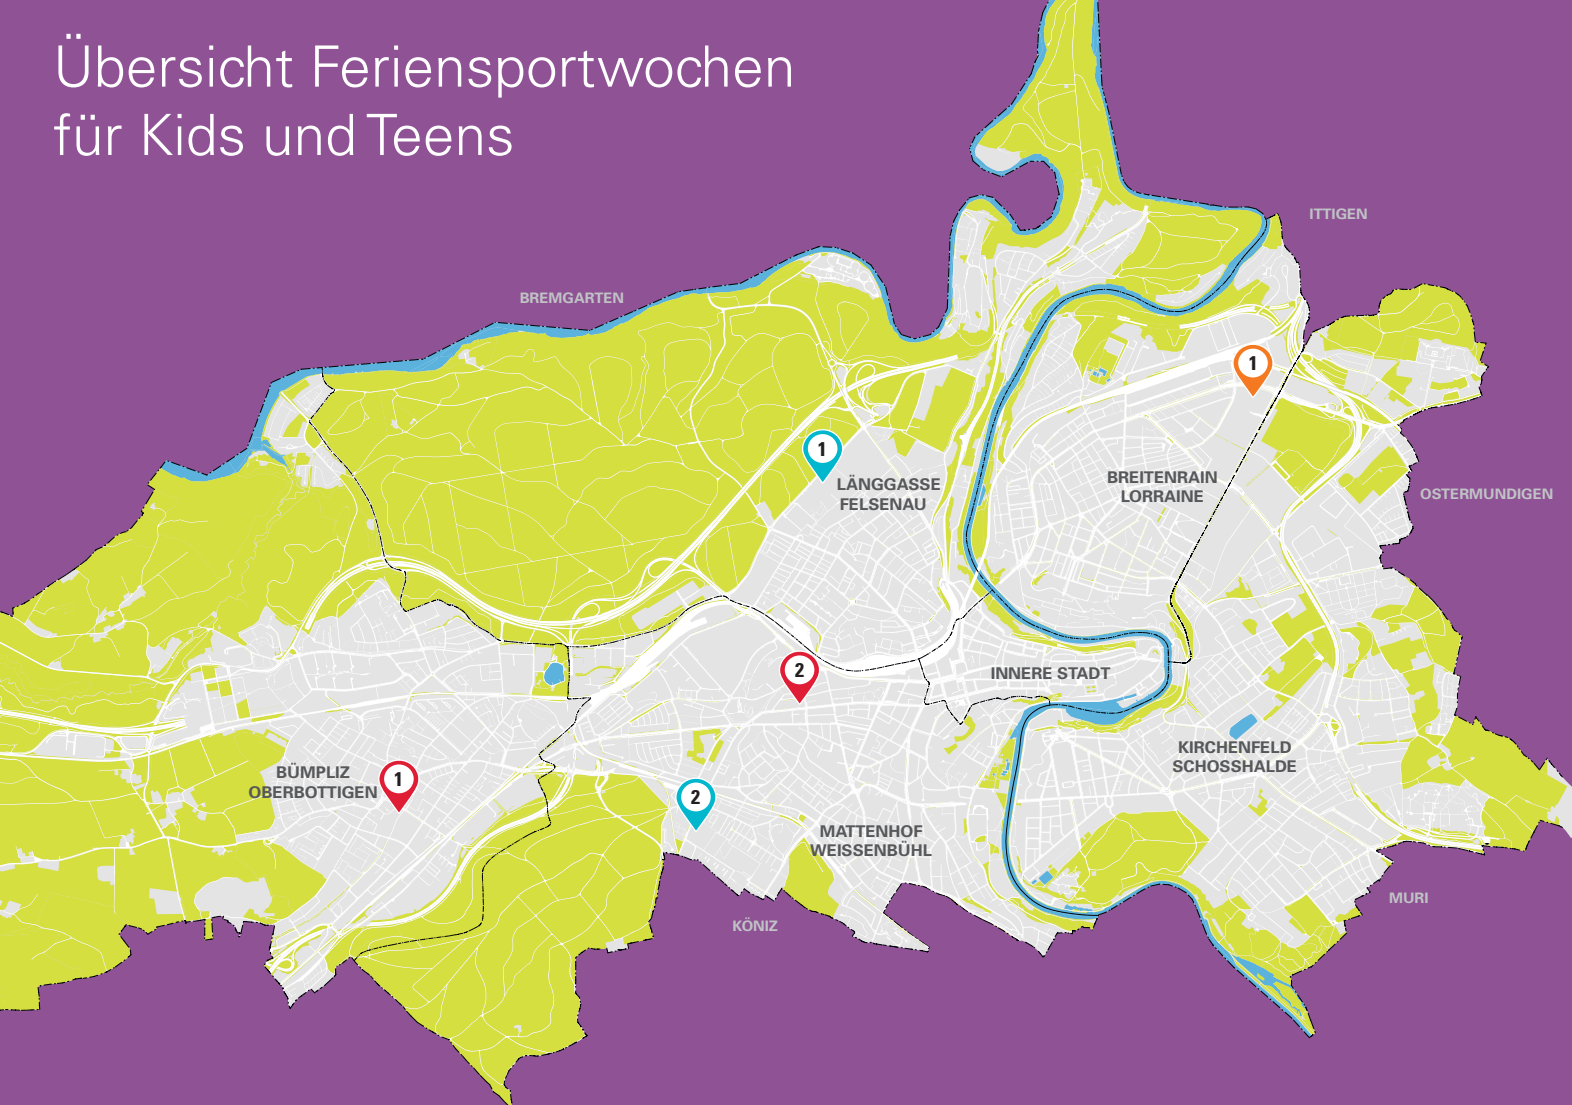 Übersicht Feriensportwochen
für Kids und Teens
ITTIGEN
BREMGARTEN
1
1
LÄNGGASSE
FELSENAU
BREITENRAIN
LORRAINE
OSTERMUNDIGEN
2
INNERE STADT
KIRCHENFELD
SCHOSSHALDE
BÜMPLIZ
OBERBOTTIGEN
1
2
MATTENHOF
WEISSENBÜHL
MURI
KÖNIZ